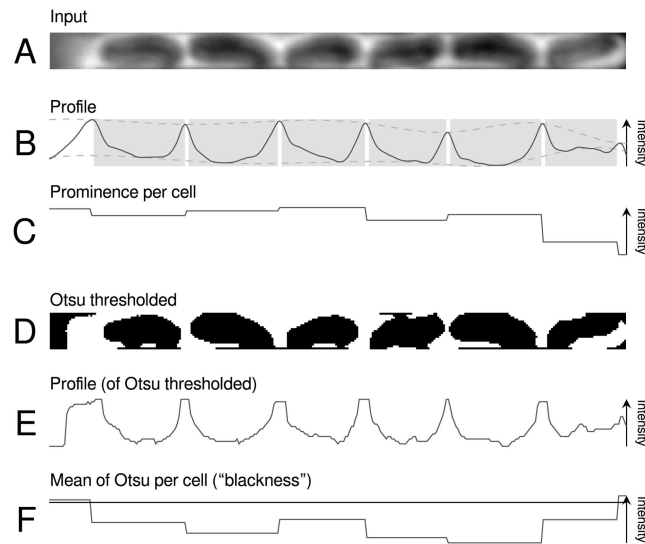 Input
A
Profile
B
Intensity
Prominence per cell
C
Intensity
Otsu thresholded
D
Profile (of Otsu thresholded)
E
Intensity
Mean of Otsu per cell (“blackness”)
F
Intensity